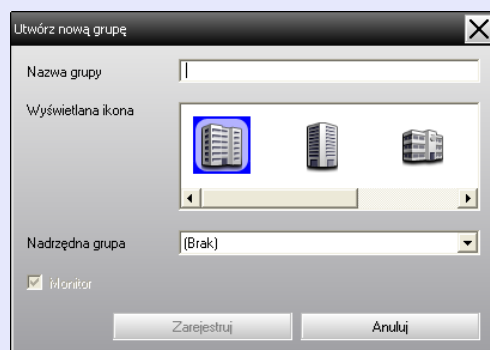 Utwórz nową grupę
Nazwa grupy
Wyświetlana ikona
Nadrzędna grupa (Brak)
Monitor
Zarejestruj Anuluj